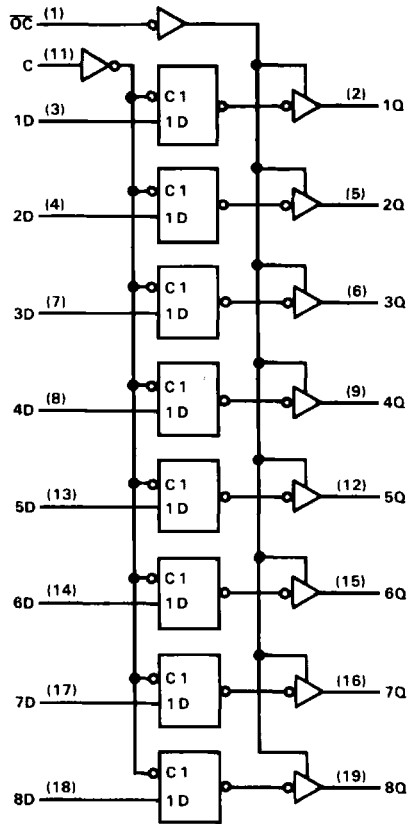 OC (1)
C (11)
C1 (2) 1Q
1D (3) 1D
C1 (5) 2Q
2D (4) 1D
C1 (6) 3Q
3D (7) 1D
C1 (9) 4Q
4D (8) 1D
C1 (12) 5Q
5D (13) 1D
C1 (15) 6Q
6D (14) 1D
C1 (16) 7Q
7D (17) 1D
C1 (19) 8Q
8D (18) 1D